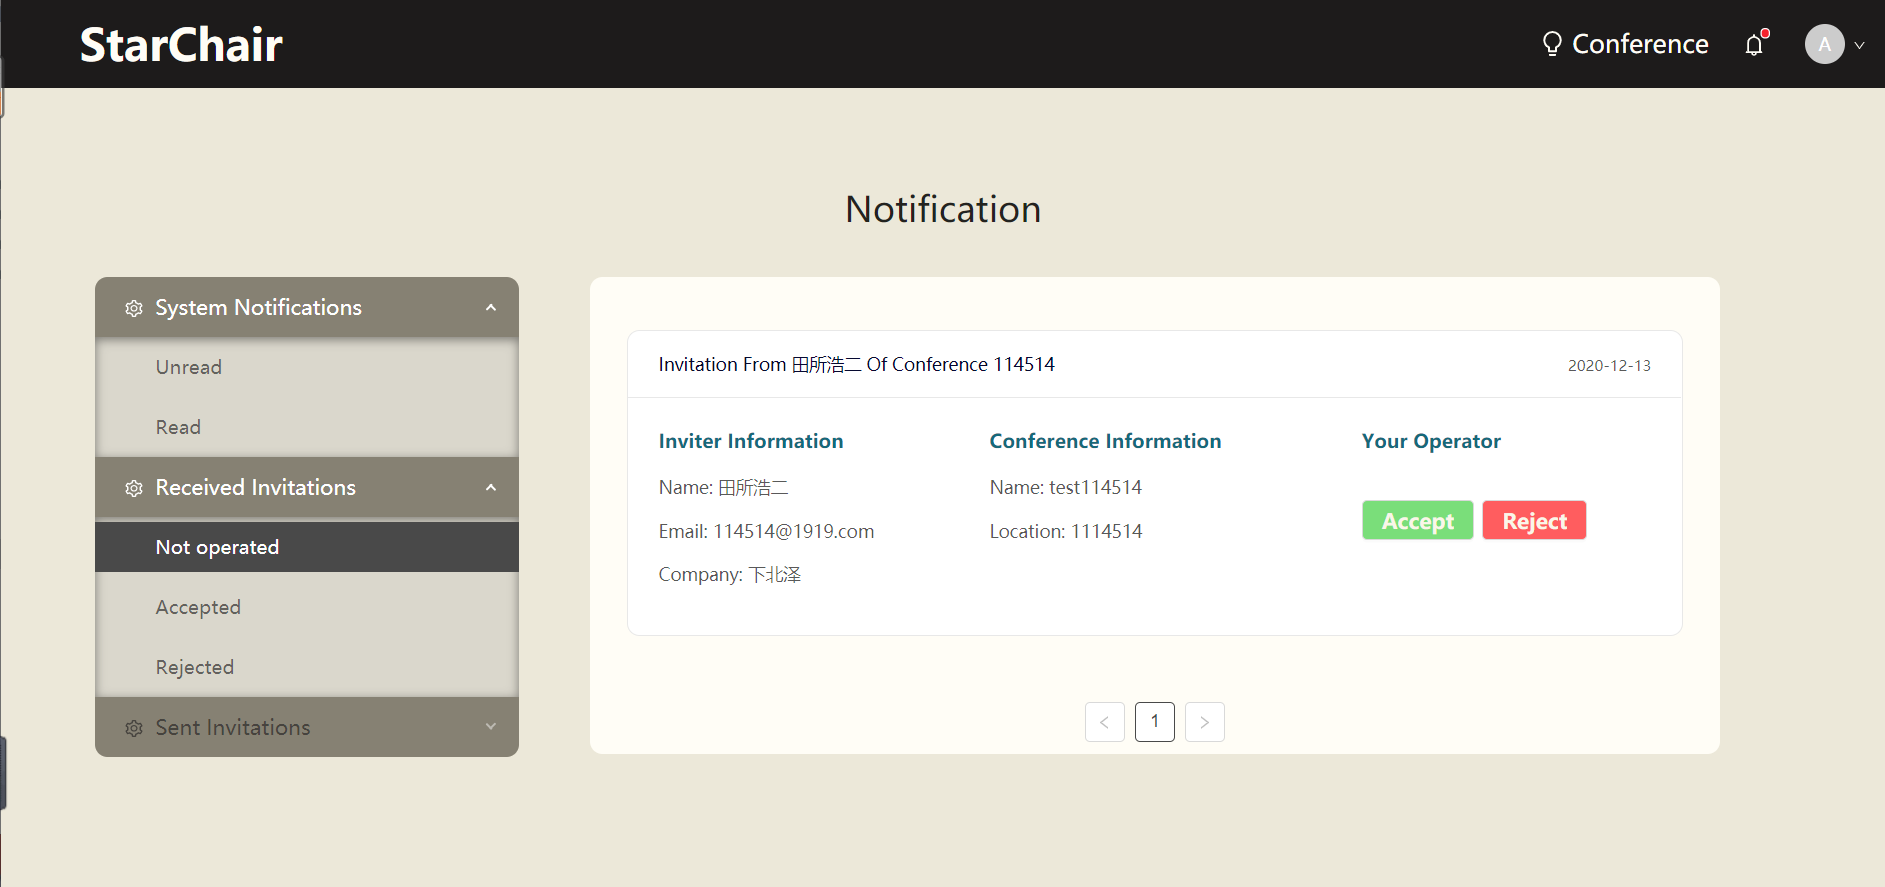 StarChair
Conference
A
Notification
System Notifications
Unread
Read
Received Invitations
Not operated
Accepted
Rejected
Sent Invitations
Invitation From 田所浩二 Of Conference 114514
2020-12-13
Inviter Information
Name: 田所浩二
Email: 114514@1919.com
Company: 下北泽
Conference Information
Name: test114514
Location: 1114514
Your Operator
Accept
Reject
< 1 >